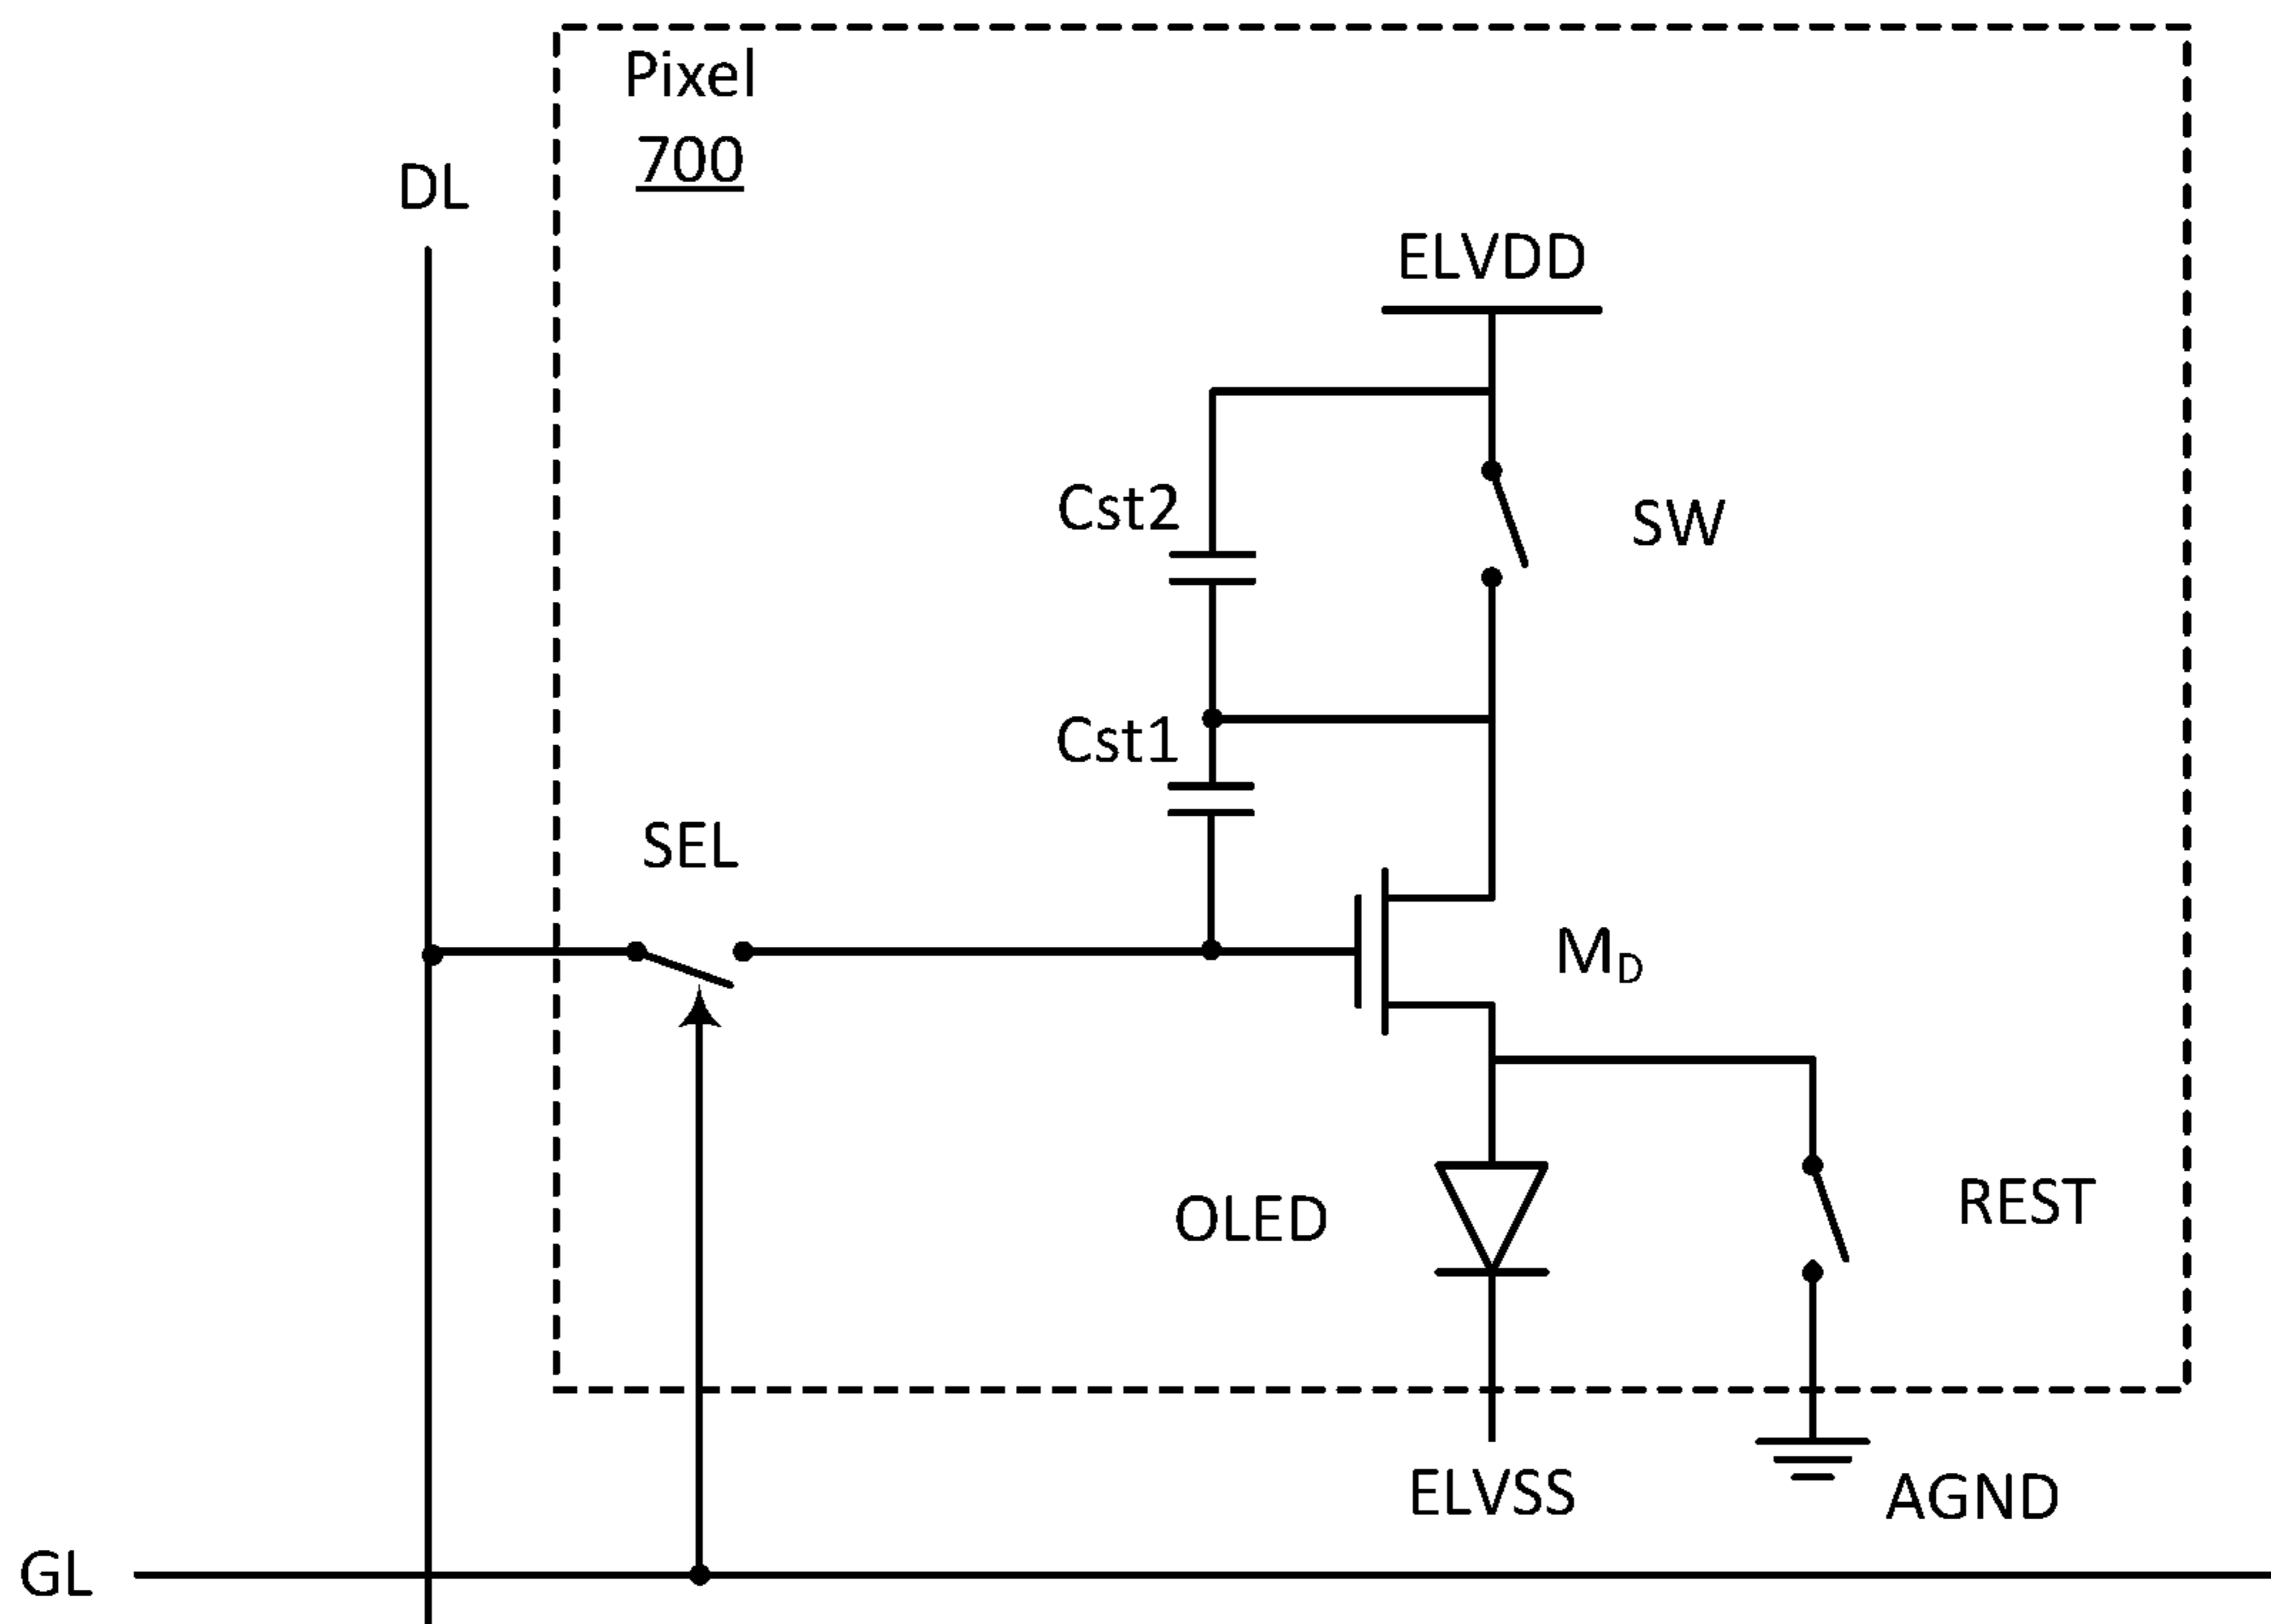 Pixel
700
DL
ELVDD
Cst2
SW
Cst1
SEL
MD
OLED
REST
ELVSS
AGND
GL